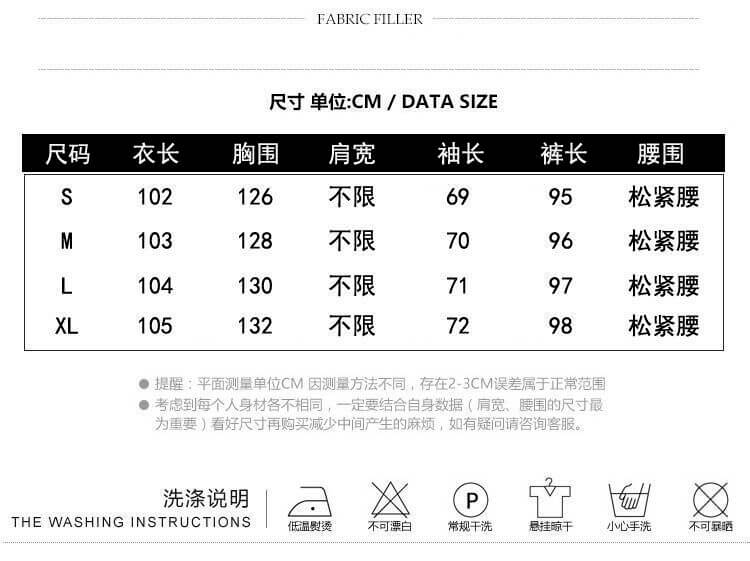 FABRIC FILLER
尺寸 单位:CM / DATA SIZE
尺码 衣长 胸围 肩宽 袖长 裤长 腰围
S 102 126 不限 69 95 松紧腰
M 103 128 不限 70 96 松紧腰
L 104 130 不限 71 97 松紧腰
XL 105 132 不限 72 98 松紧腰
提醒：平面测量单位CM 因测量方法不同，存在2-3CM误差属于正常范围
考虑到每个人身材各不相同，一定要结合自身数据（肩宽、腰围的尺寸最
为重要）看好尺寸再购买减少中间产生的麻烦，如有疑问请咨询客服。
洗涤说明
THE WASHING INSTRUCTIONS
P
低温熨烫 不可漂白 常规干洗 悬挂晾干 小心手洗 不可暴晒